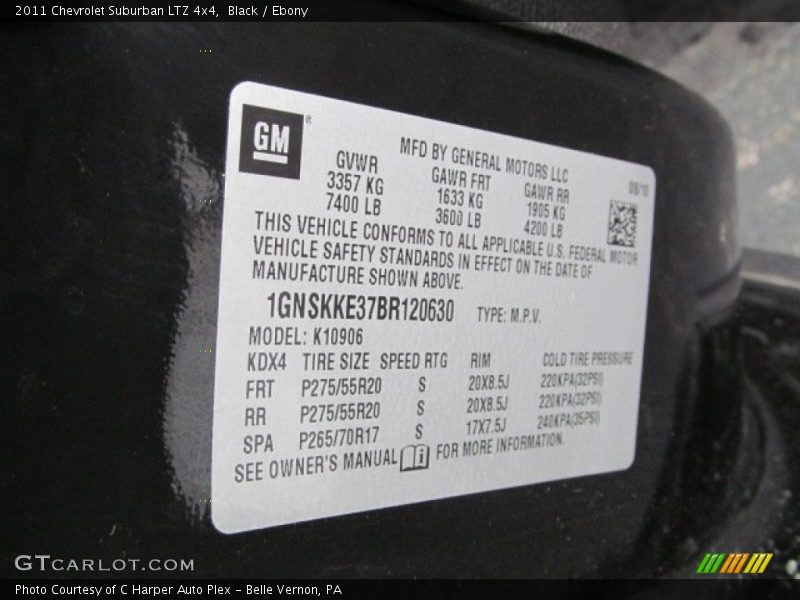 2011 Chevrolet Suburban LTZ 4x4, Black / Ebony
GM ®
MFD BY GENERAL MOTORS LLC
08/10
GVWR GAWR FRT GAWR RR
3357 KG 1633 KG 1905 KG
7400 LB 3600 LB 4200 LB
THIS VEHICLE CONFORMS TO ALL APPLICABLE U.S. FEDERAL MOTOR
VEHICLE SAFETY STANDARDS IN EFFECT ON THE DATE OF
MANUFACTURE SHOWN ABOVE.
1GNSKKE37BR120630 TYPE: M.P.V.
MODEL: K10906
KDX4 TIRE SIZE SPEED RTG RIM COLD TIRE PRESSURE
FRT P275/55R20 S 20X8.5J 220KPA(32PSI)
RR P275/55R20 S 20X8.5J 220KPA(32PSI)
SPA P265/70R17 S 17X7.5J 240KPA(35PSI)
SEE OWNER'S MANUAL i FOR MORE INFORMATION.
GTCARLOT.COM
Photo Courtesy of C Harper Auto Plex - Belle Vernon, PA